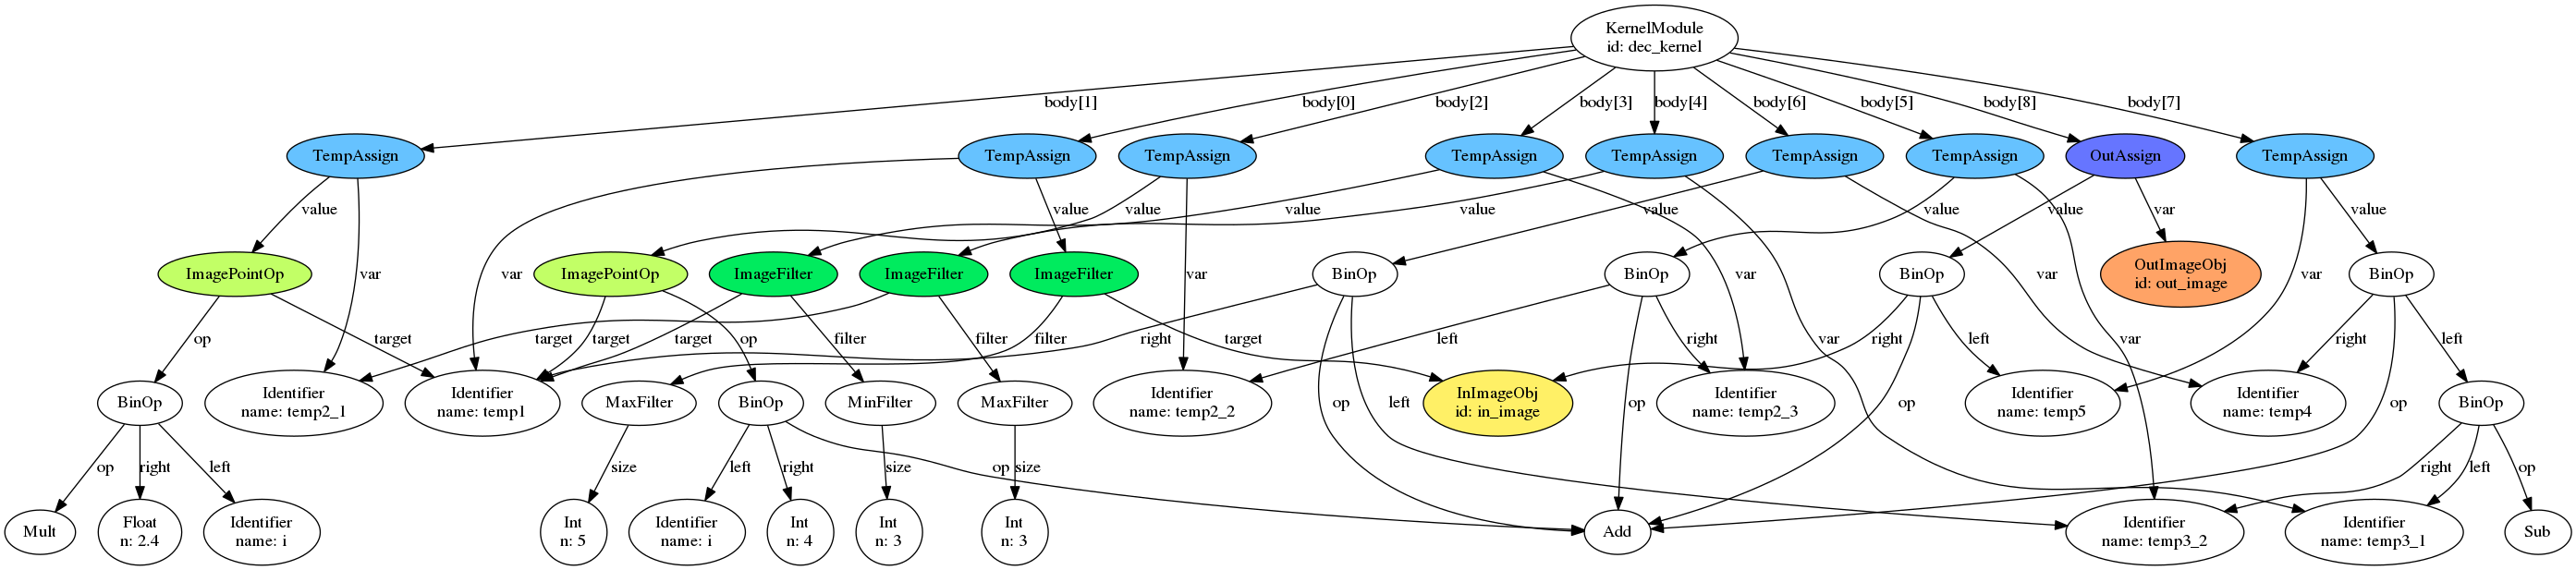 KernelModule
id: dec_kernel
body[1]
body[0]
body[2]
body[3]
body[4]
body[6]
body[5]
body[8]
body[7]
TempAssign
TempAssign
TempAssign
TempAssign
TempAssign
TempAssign
TempAssign
OutAssign
TempAssign
value
value
value
value
value
value
value
value
var
value
ImagePointOp
var
var
ImagePointOp
ImageFilter
ImageFilter
ImageFilter
var
BinOp
BinOp
var
BinOp
var
OutImageObj
id: out_image
var
BinOp
op
target
target
target
target
op
filter
filter
filter
right
target
left
right
var
right
left
var
right
left
BinOp
Identifier
name: temp2_1
Identifier
name: temp1
MaxFilter
BinOp
MinFilter
MaxFilter
Identifier
name: temp2_2
op
left
InImageObj
id: in_image
op
Identifier
name: temp2_3
op
Identifier
name: temp5
Identifier
name: temp4
op
BinOp
op
right
left
size
left
right
size
op
size
right
left
op
Mult
Float
n: 2.4
Identifier
name: i
Int
n: 5
Identifier
name: i
Int
n: 4
Int
n: 3
Int
n: 3
Add
Identifier
name: temp3_2
Identifier
name: temp3_1
Sub